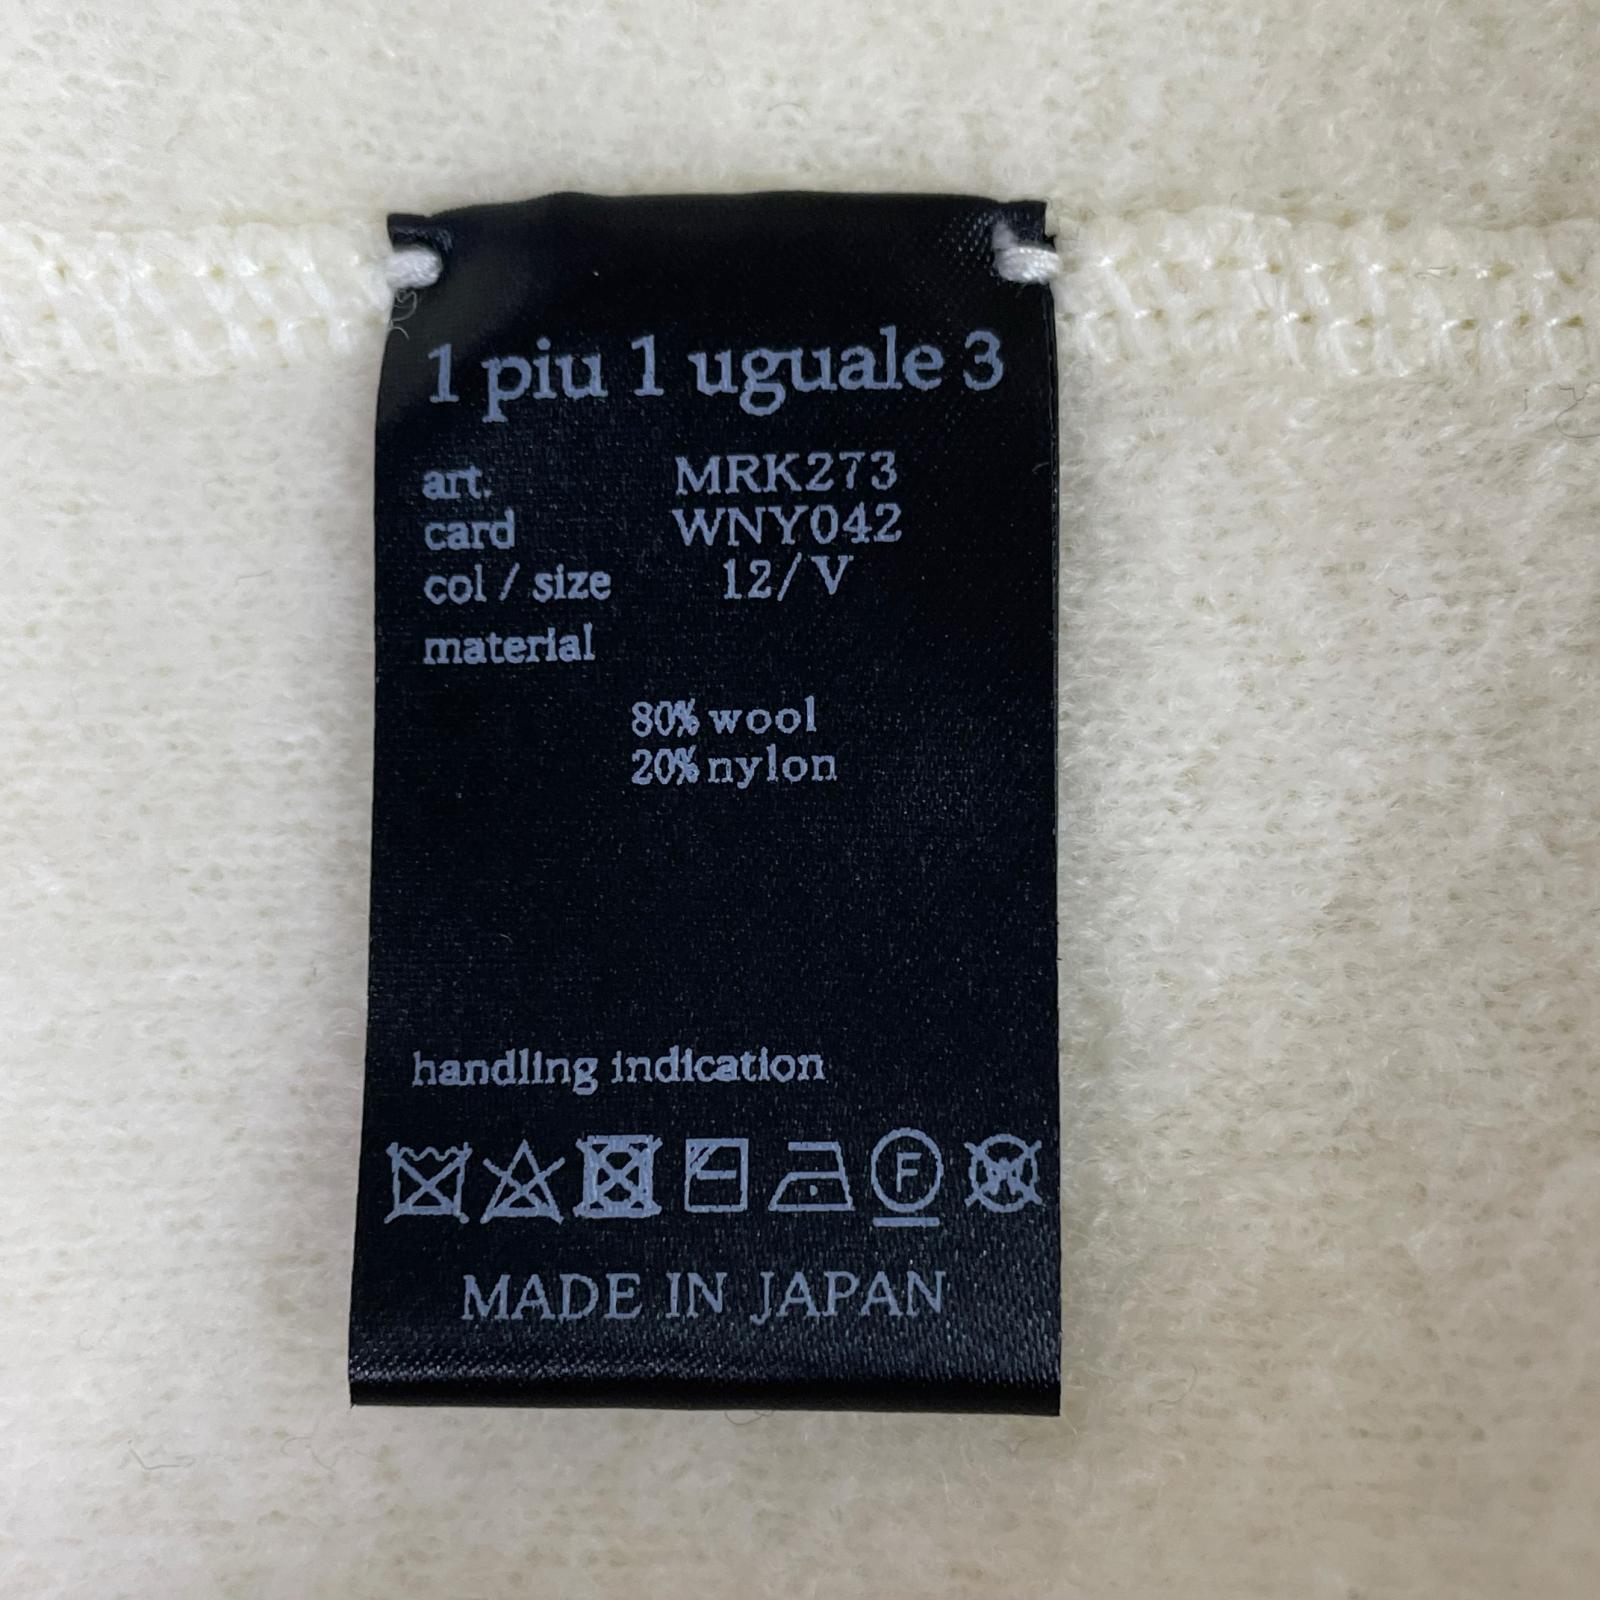 1 piu 1 uguale 3
art. MRK273
card WNY042
col / size 12/V
material
80% wool
20% nylon
handling indication
F W
MADE IN JAPAN